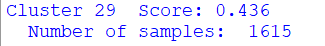 Cluster 29  Score: 0.436
  Number of samples:  1615